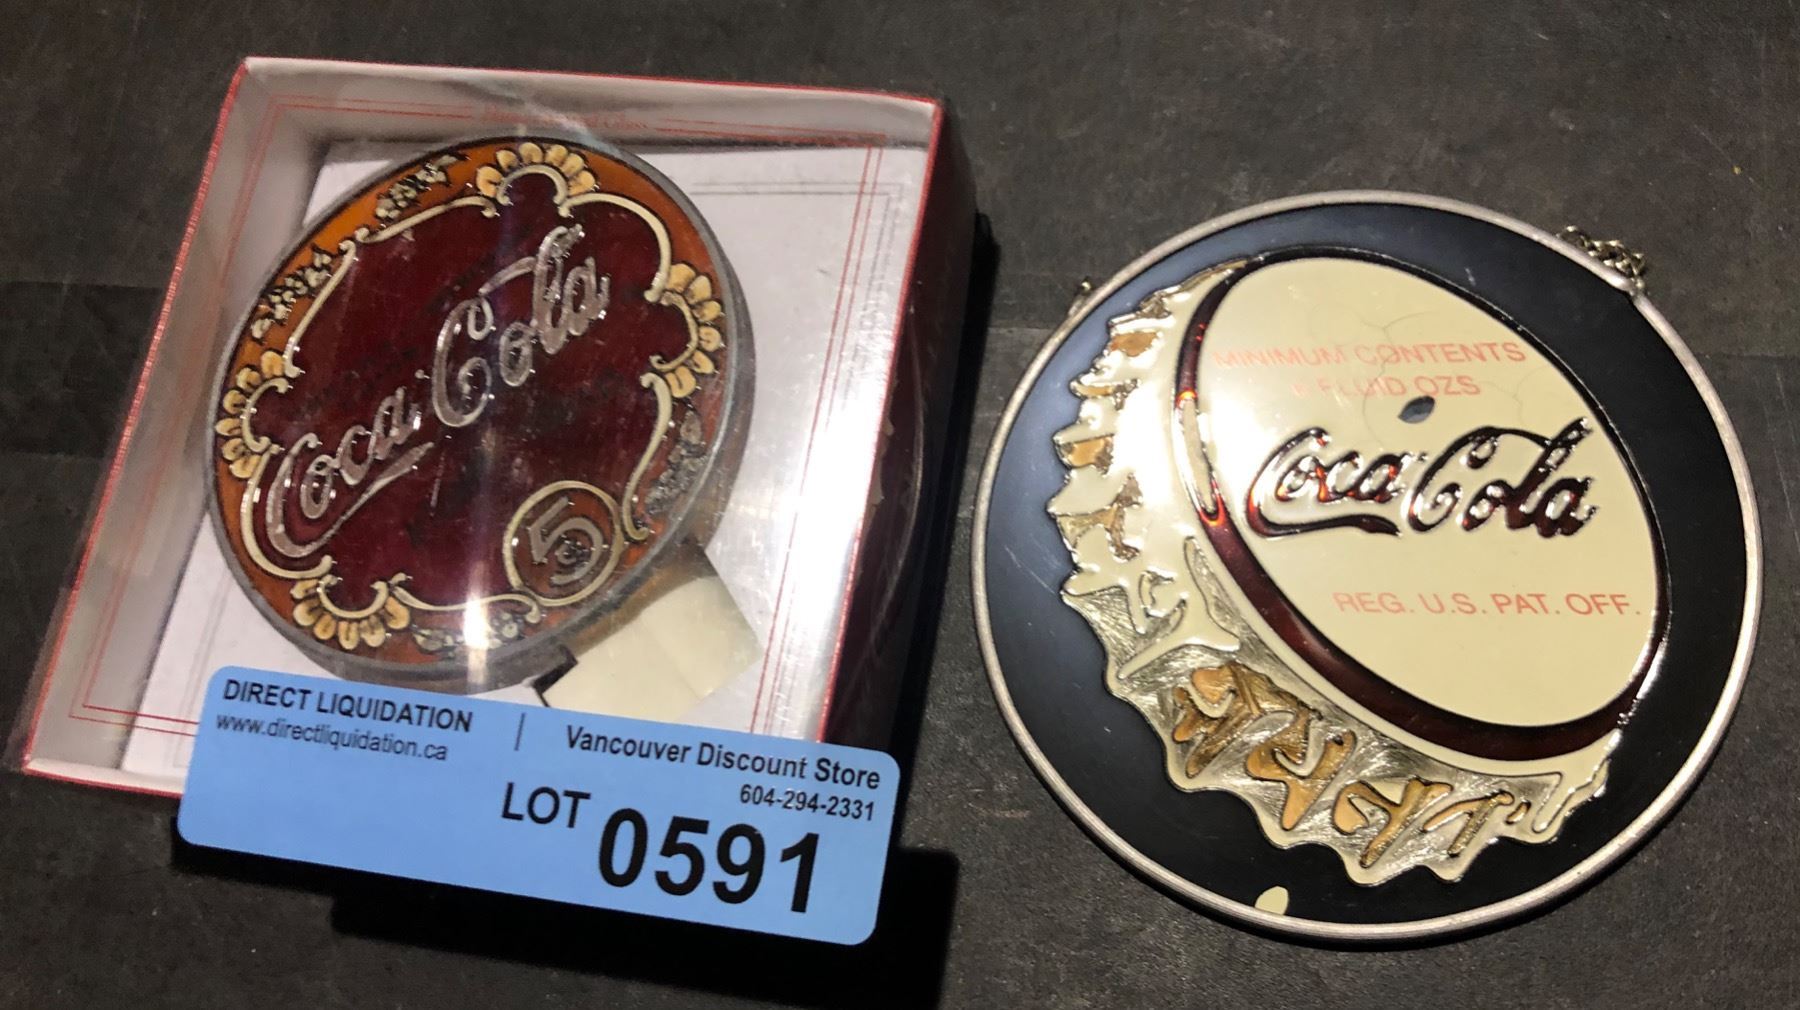 Coca-Cola
5¢
DIRECT LIQUIDATION
www.directliquidation.ca
Vancouver Discount Store
604-294-2331
LOT 0591
MINIMUM CONTENTS
FLUID OZS
Coca-Cola
REG. U.S. PAT. OFF.